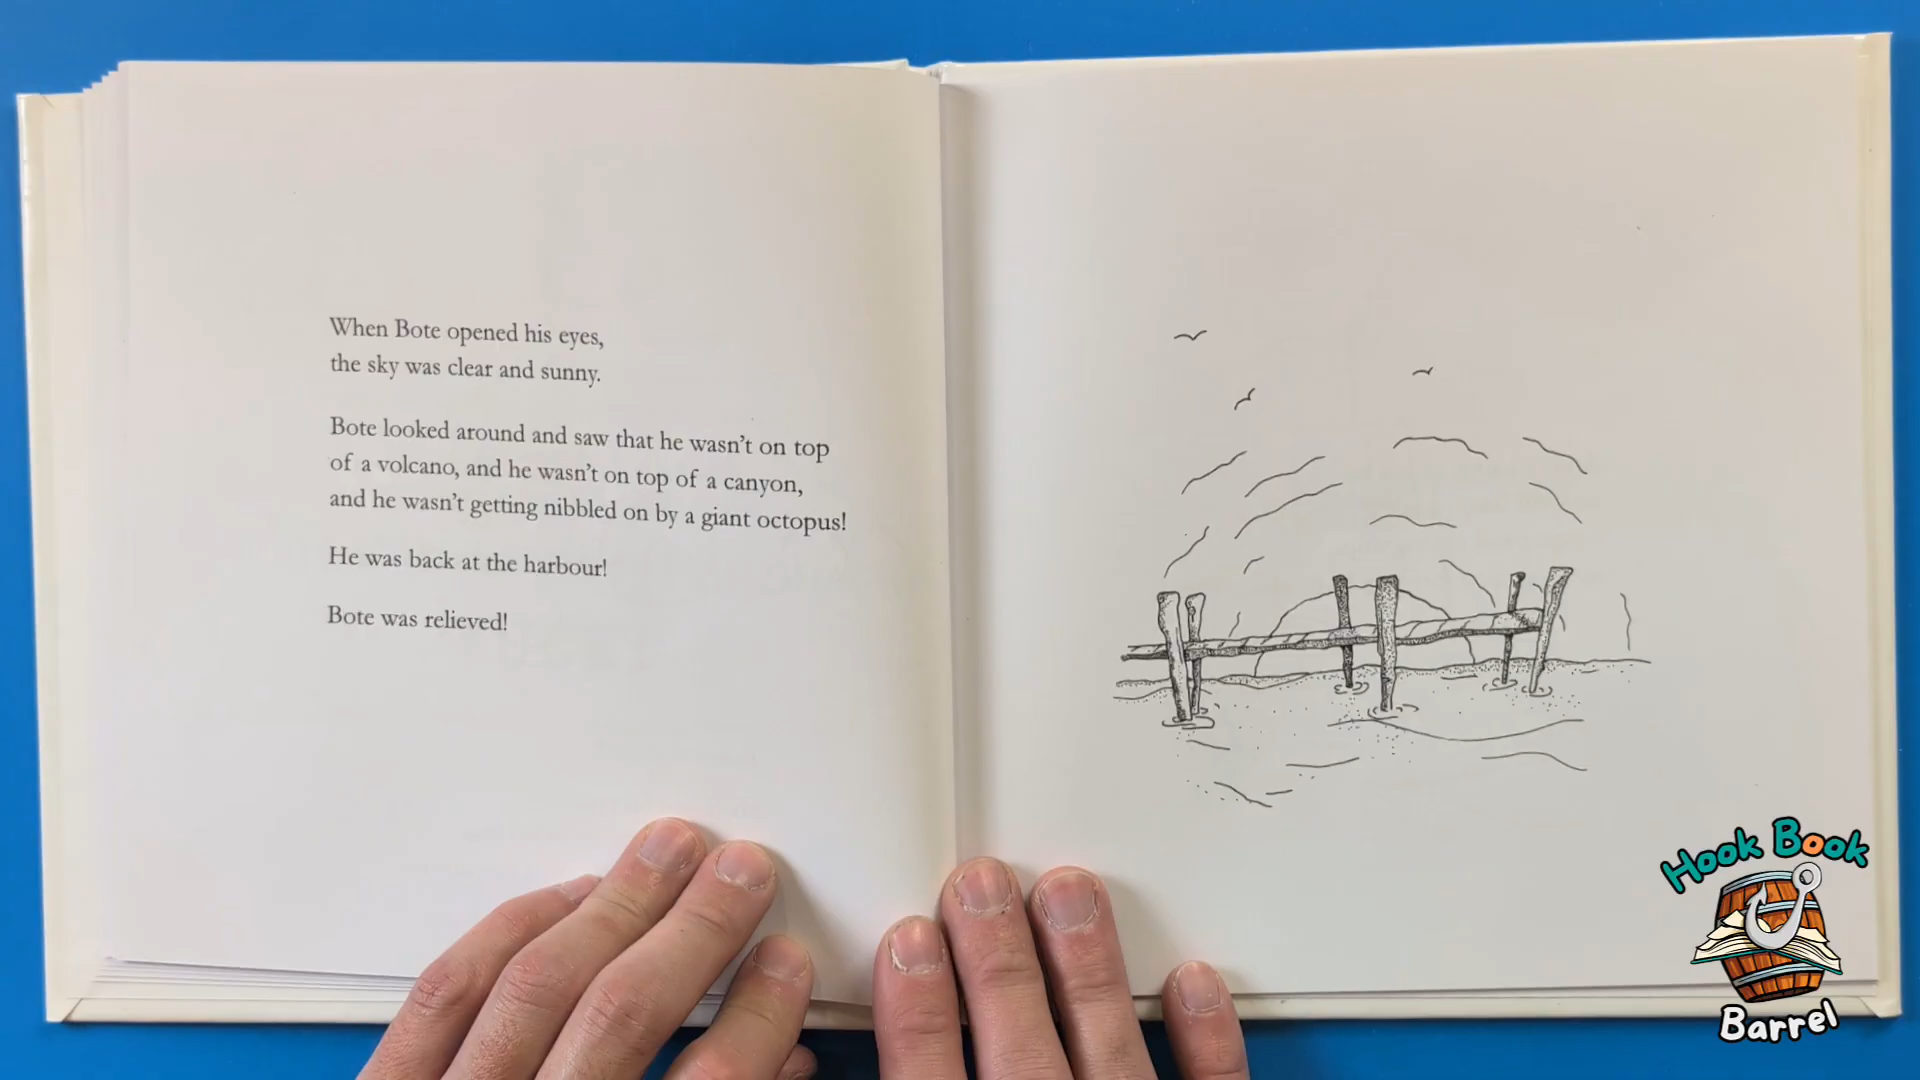 When Bote opened his eyes,
the sky was clear and sunny.
Bote looked around and saw that he wasn't on top
of a volcano, and he wasn't on top of a canyon,
and he wasn't getting nibbled on by a giant octopus!
He was back at the harbour!
Bote was relieved!
Hook Book
Barrel